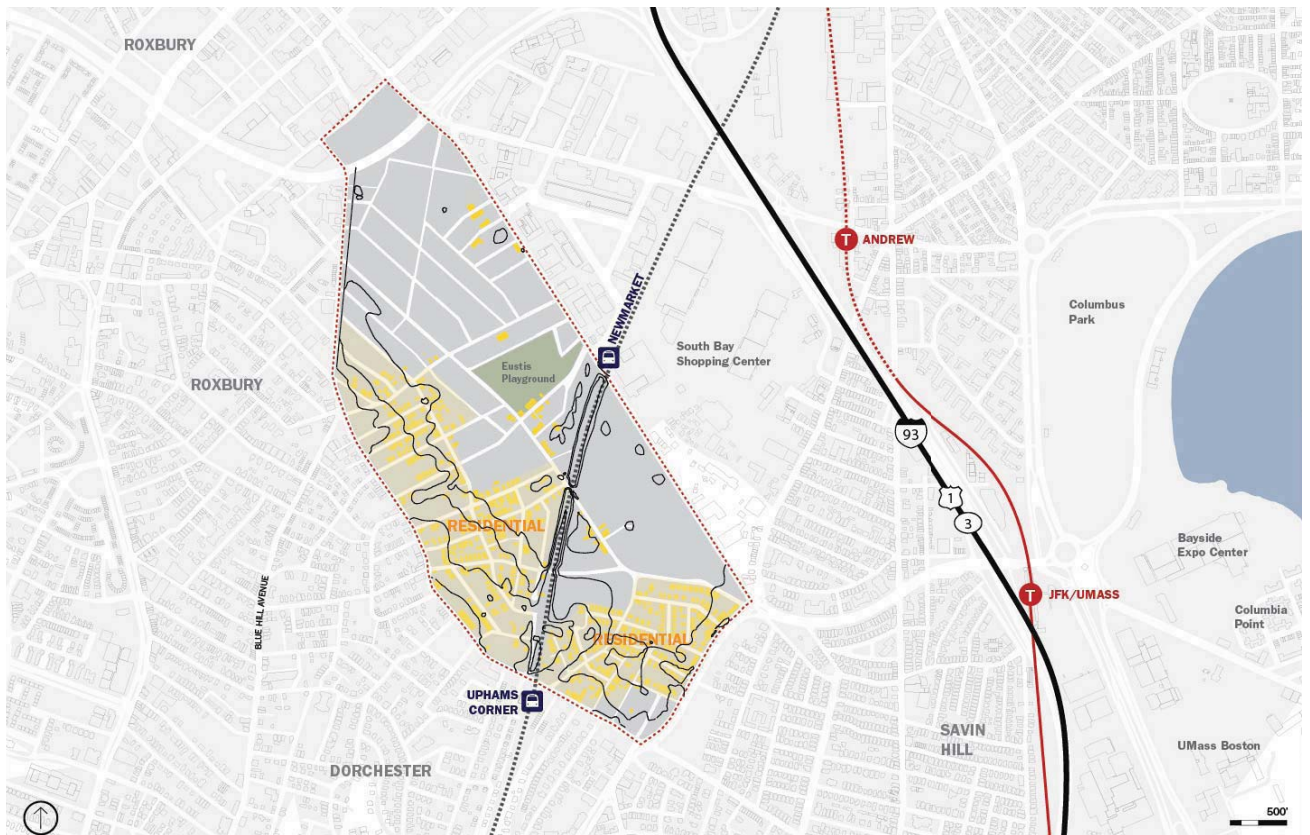 ROXBURY
T ANDREW
NEWMARKET
Columbus
Park
South Bay
Shopping Center
Eustis
Playground
ROXBURY
93
1
3
RESIDENTIAL
Bayside
Expo Center
T JFK/UMASS
Columbia
Point
BLUE HILL AVENUE
RESIDENTIAL
UPHAMS
CORNER
SAVIN
HILL
UMass Boston
DORCHESTER
500'